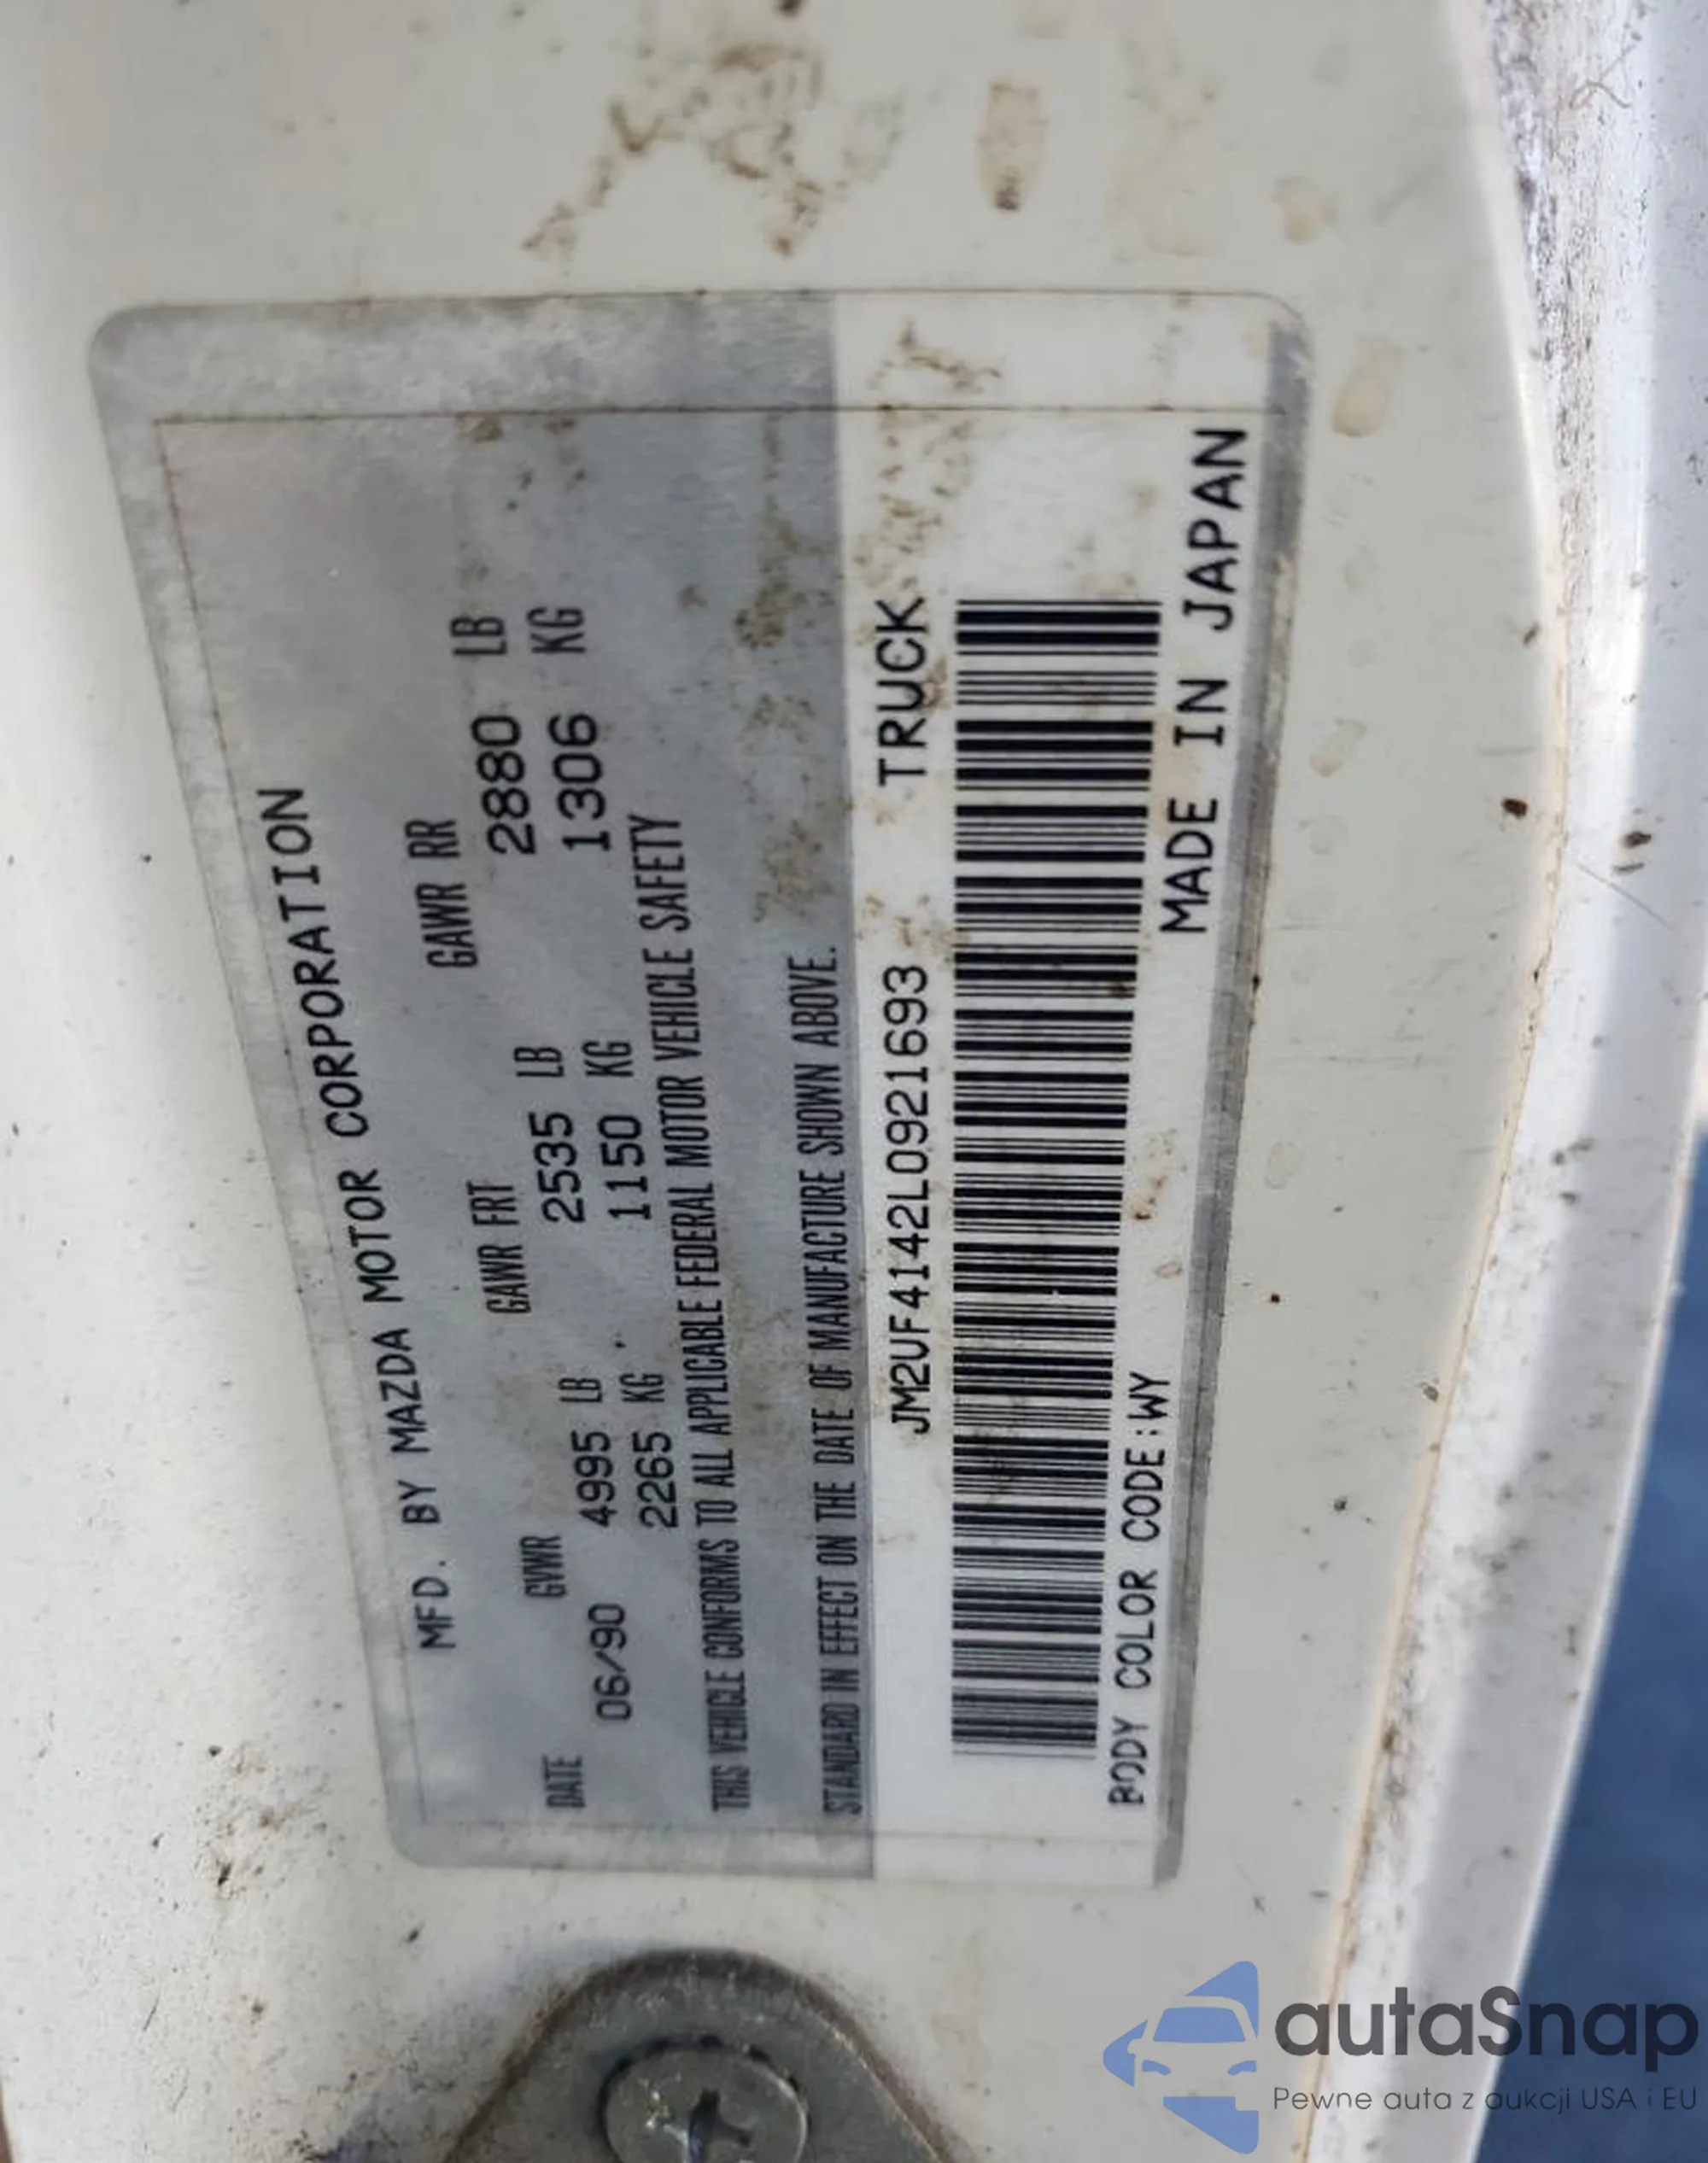 MFD. BY MAZDA MOTOR CORPORATION
DATE GVWR GAWR FRT GAWR RR
06/90 4995 LB 2535 LB 2880 LB
2265 KG 1150 KG 1306 KG
THIS VEHICLE CONFORMS TO ALL APPLICABLE FEDERAL MOTOR VEHICLE SAFETY
STANDARD IN EFFECT ON THE DATE OF MANUFACTURE SHOWN ABOVE.
JM2UF4142L0921693 TRUCK
BODY COLOR CODE:WY MADE IN JAPAN
autaSnap
Pewne auta z aukcji USA i EU